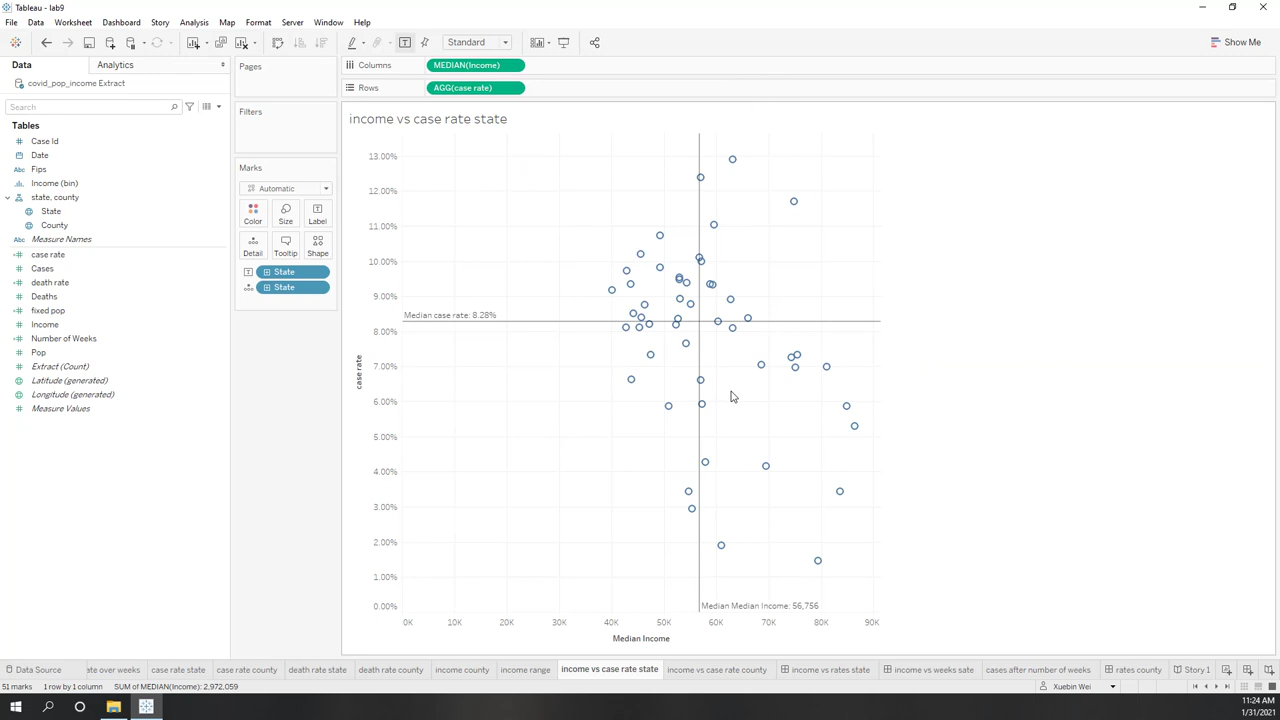 Tableau - lab9
File Data Worksheet Dashboard Story Analysis Map Format Server Window Help
Standard Show Me
Data Analytics
covid_pop_income Extract
Search
Tables
Case Id
Date
Fips
Income (bin)
state, county
State
County
Measure Names
case rate
Cases
death rate
Deaths
fixed pop
Income
Number of Weeks
Pop
Extract (Count)
Latitude (generated)
Longitude (generated)
Measure Values
Pages
Filters
Marks
Automatic
Color Size Label
Detail Tooltip Shape
State
State
Columns MEDIAN(Income)
Rows AGG(case rate)
income vs case rate state
13.00%
12.00%
11.00%
10.00%
9.00%
Median case rate: 8.28%
8.00%
7.00%
case rate
6.00%
5.00%
4.00%
3.00%
2.00%
1.00%
0.00%
Median Median Income: 56,756
0K 10K 20K 30K 40K 50K 60K 70K 80K 90K
Median Income
Data Source ate over weeks case rate state case rate county death rate state death rate county income county income range income vs case rate state income vs case rate county income vs rates state income vs weeks sate cases after number of weeks rates county Story 1
51 marks 1 row by 1 column SUM of MEDIAN(Income): 2,972,059 Xuebin Wei
11:24 AM
1/31/2021